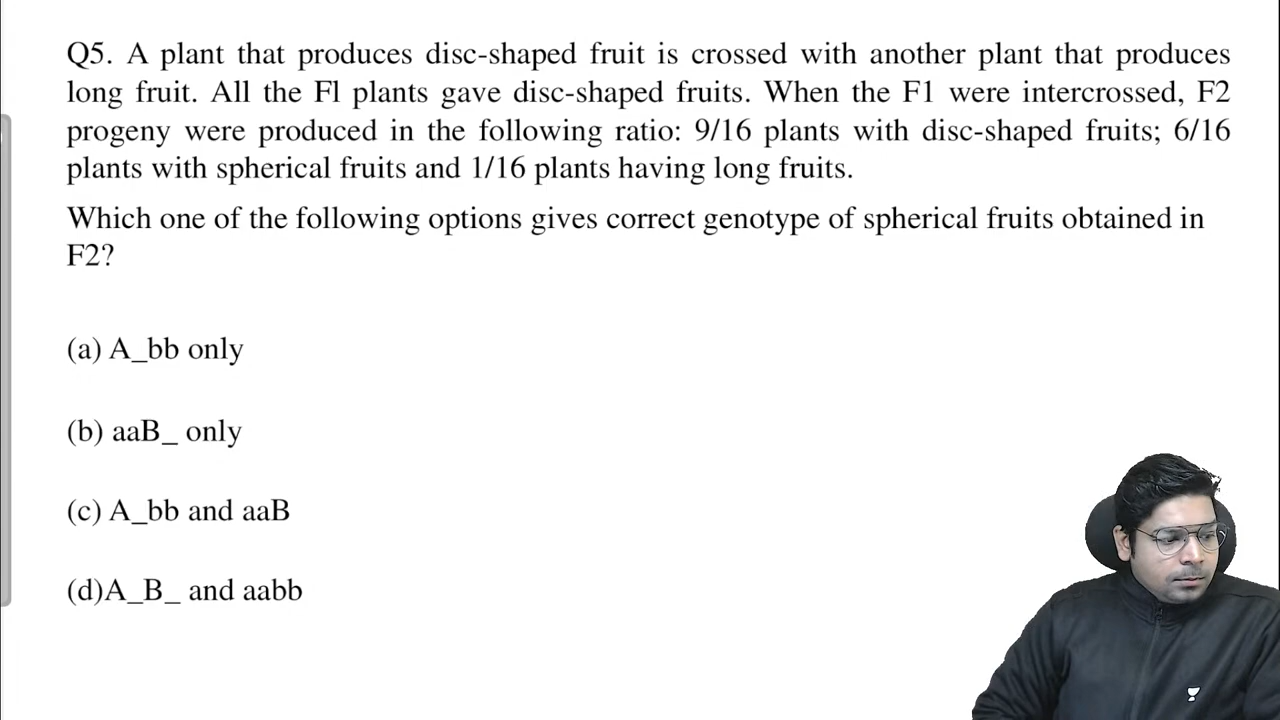 Q5. A plant that produces disc-shaped fruit is crossed with another plant that produces
long fruit. All the Fl plants gave disc-shaped fruits. When the F1 were intercrossed, F2
progeny were produced in the following ratio: 9/16 plants with disc-shaped fruits; 6/16
plants with spherical fruits and 1/16 plants having long fruits.
Which one of the following options gives correct genotype of spherical fruits obtained in
F2?
(a) A_bb only
(b) aaB_ only
(c) A_bb and aaB
(d)A_B_ and aabb